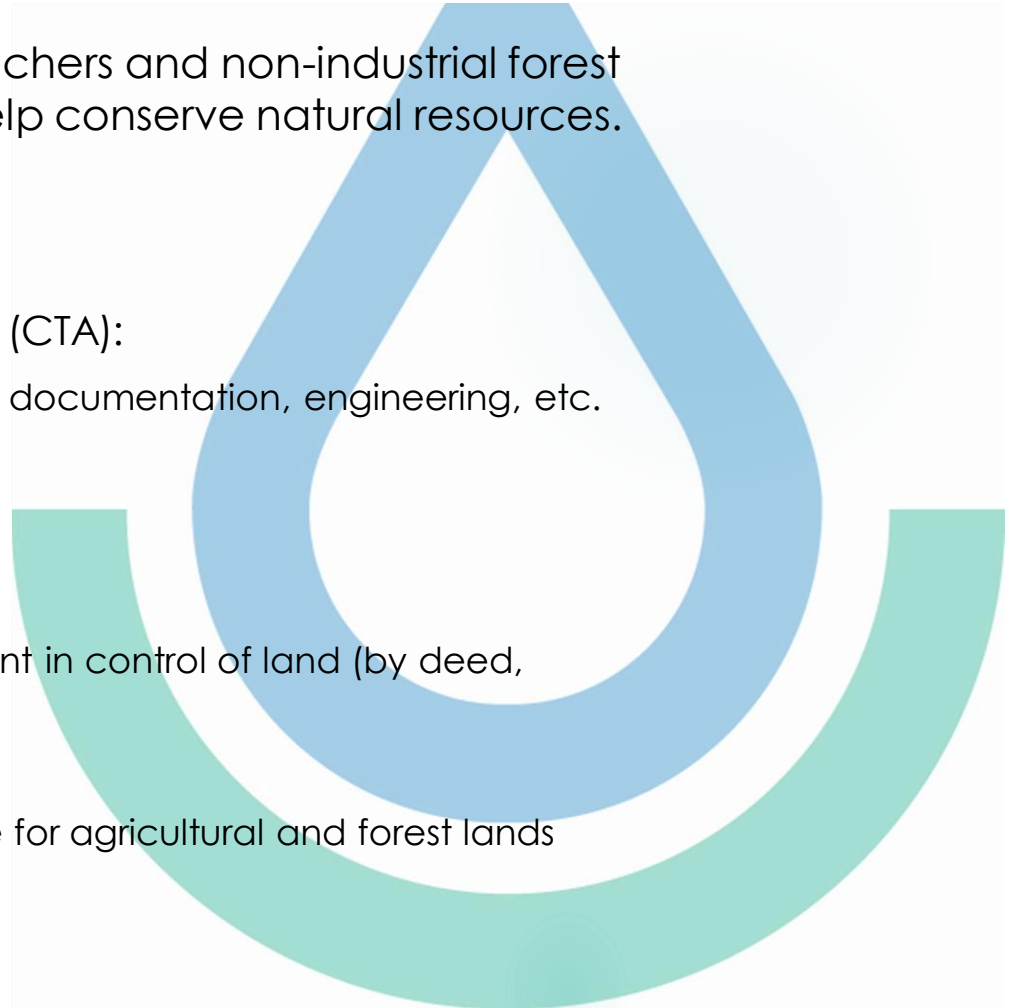 chers and non-industrial forest
elp conserve natural resources.
(CTA):
documentation, engineering, etc.
nt in control of land (by deed,
e for agricultural and forest lands